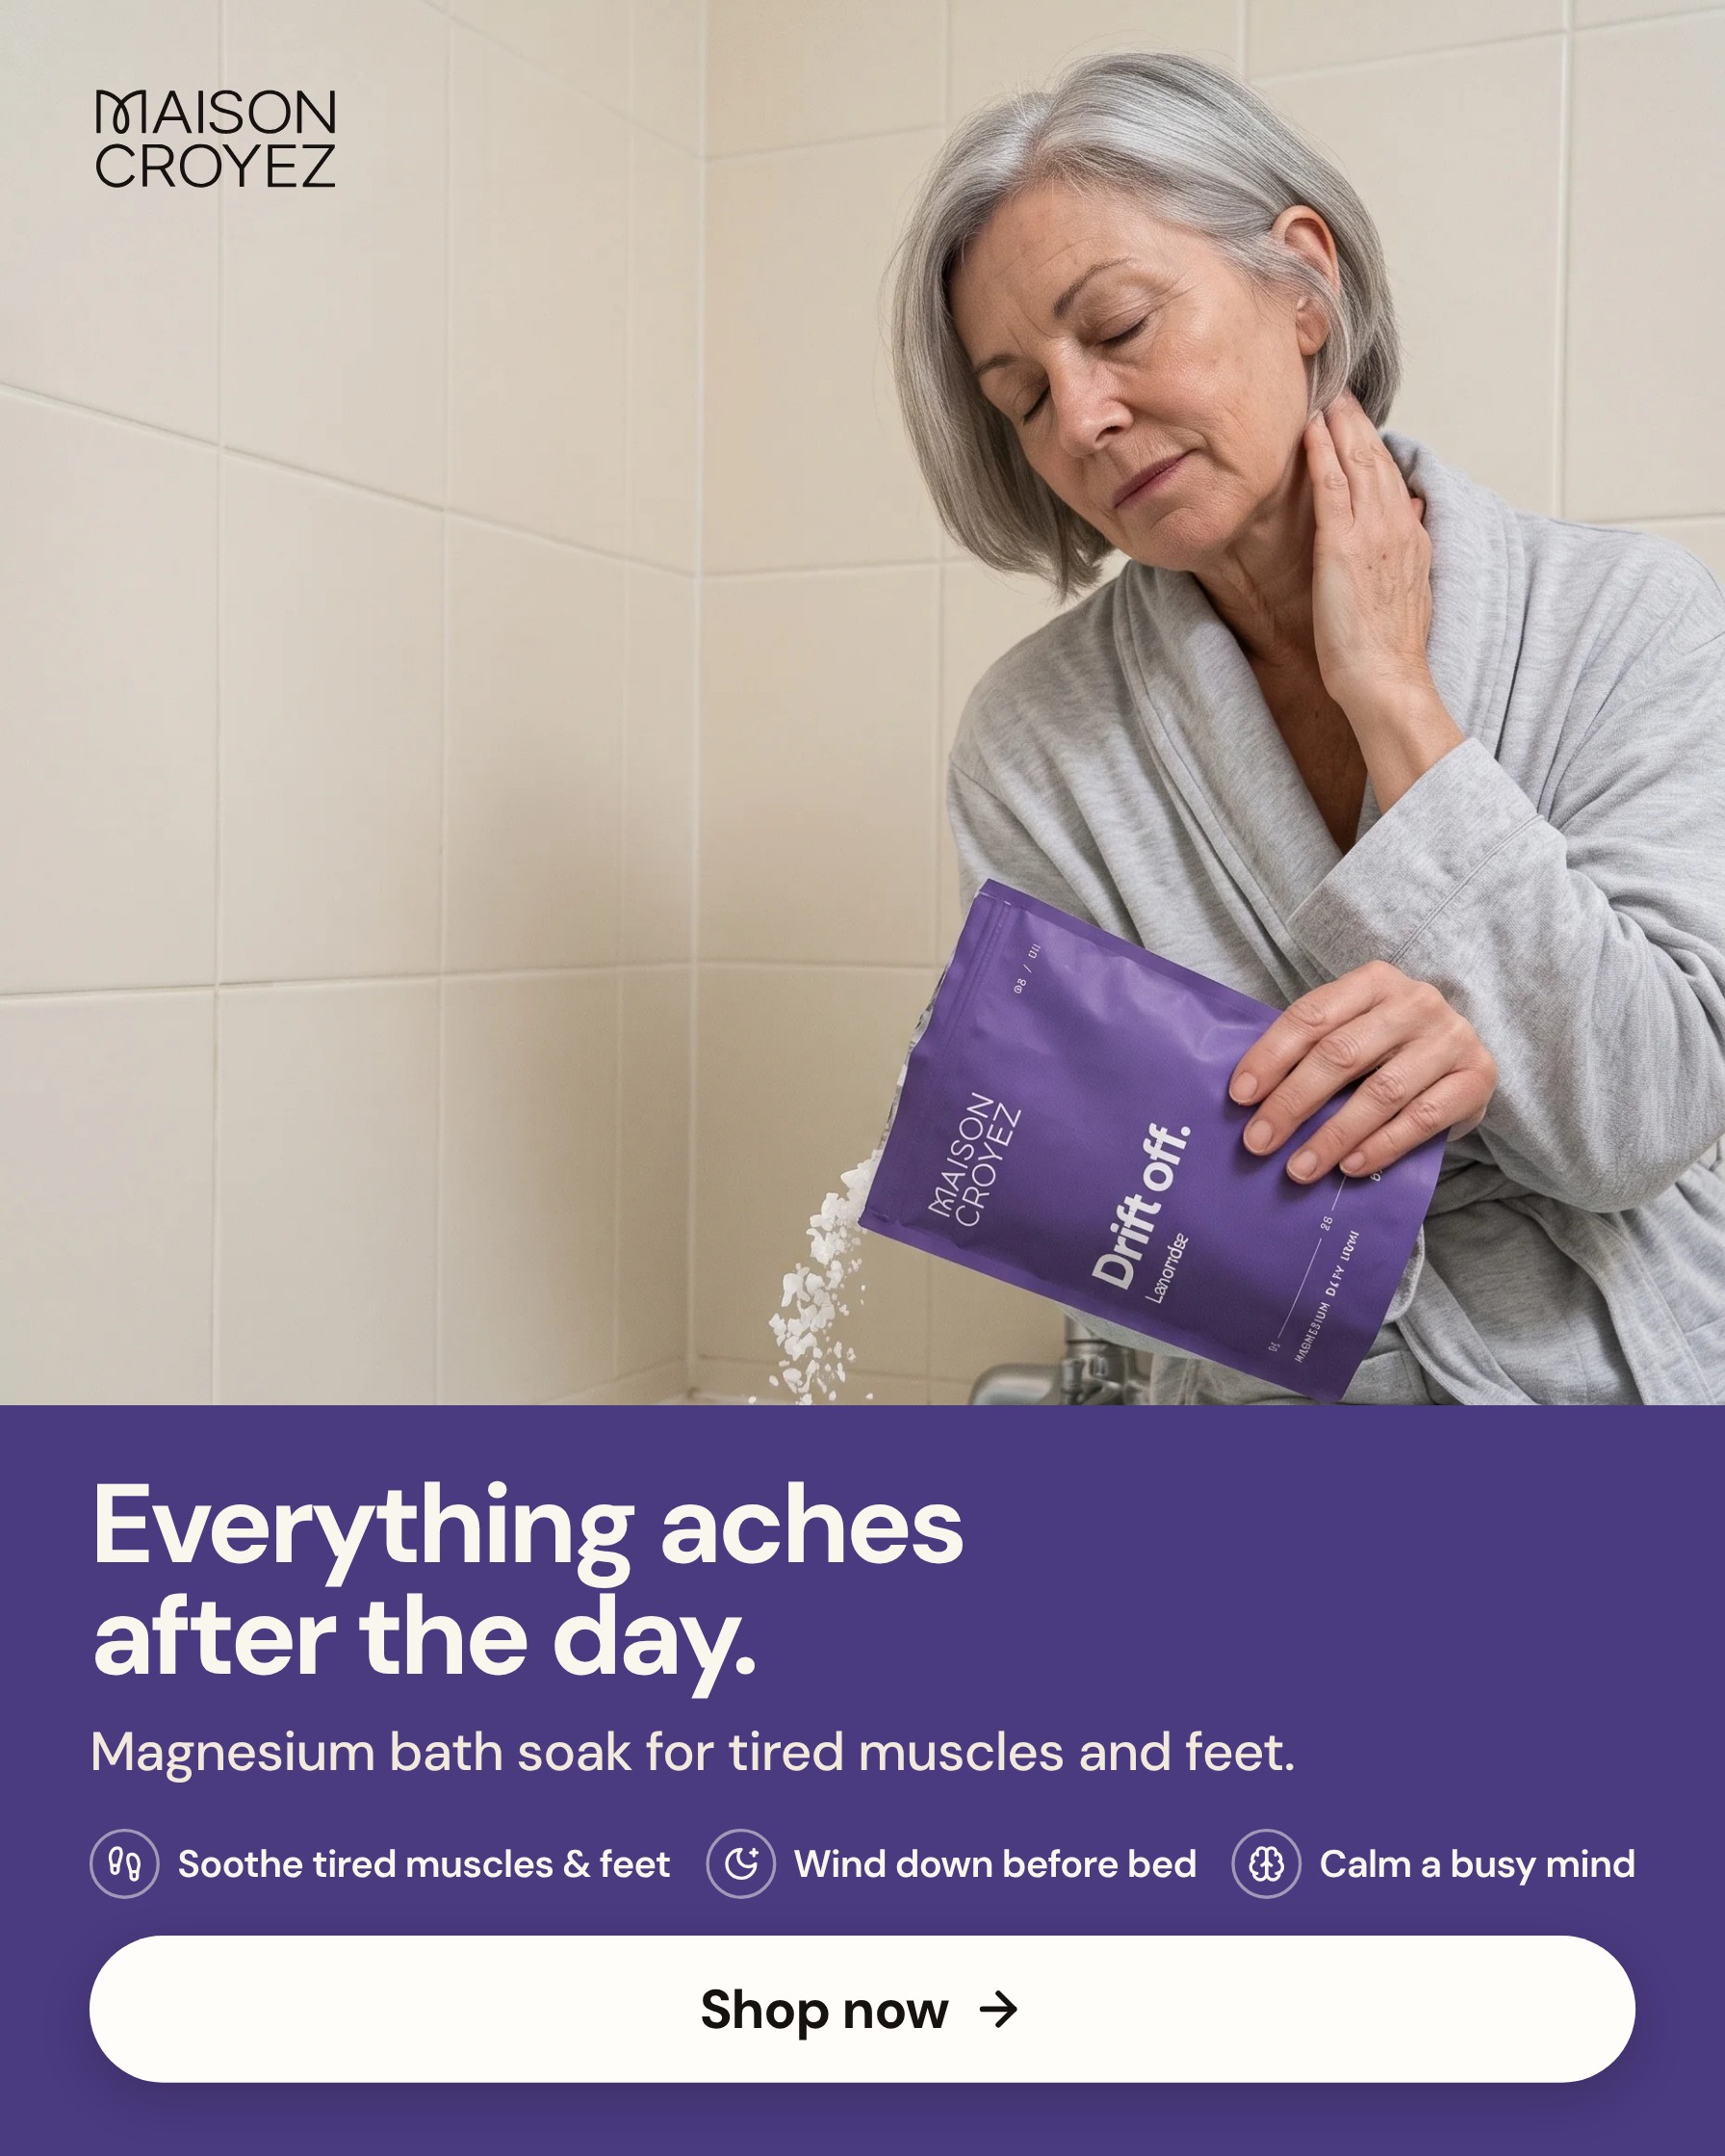 MAISON
CROYEZ
MAISON
CROYEZ
Drift off.
MAGNESIUM
Everything aches
after the day.
Magnesium bath soak for tired muscles and feet.
Soothe tired muscles & feet
Wind down before bed
Calm a busy mind
Shop now →